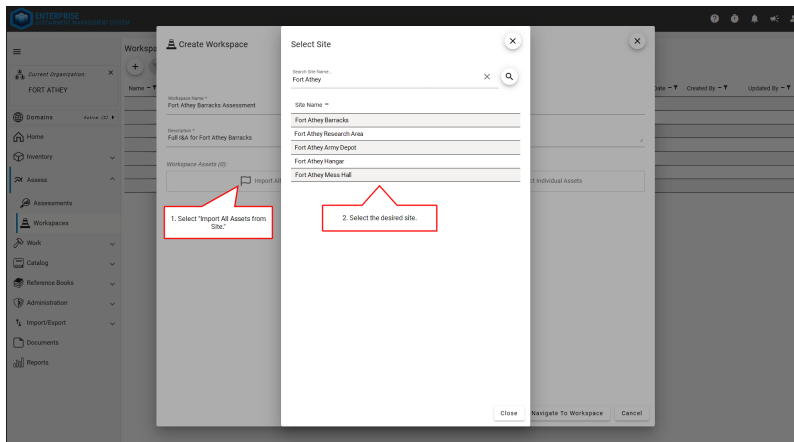 ENTERPRISE
SUSTAINMENT MANAGEMENT SYSTEM
Current Organization:
FORT ATHEY
Domains
Active (2)
Home
Inventory
Assess
Assessments
Workspaces
Work
Catalog
Reference Books
Administration
Import/Export
Documents
Reports
Workspa
Name
Date
Created By
Updated By
Create Workspace
Workspace Name *
Fort Athey Barracks Assessment
Description *
Full I&A for Fort Athey Barracks
Workspace Assets (0):
Import All
ct Individual Assets
1. Select "Import All Assets from
Site."
Select Site
Search Site Name...
Fort Athey
Site Name
Fort Athey Barracks
Fort Athey Research Area
Fort Athey Army Depot
Fort Athey Hangar
Fort Athey Mess Hall
2. Select the desired site.
Close
Navigate To Workspace
Cancel